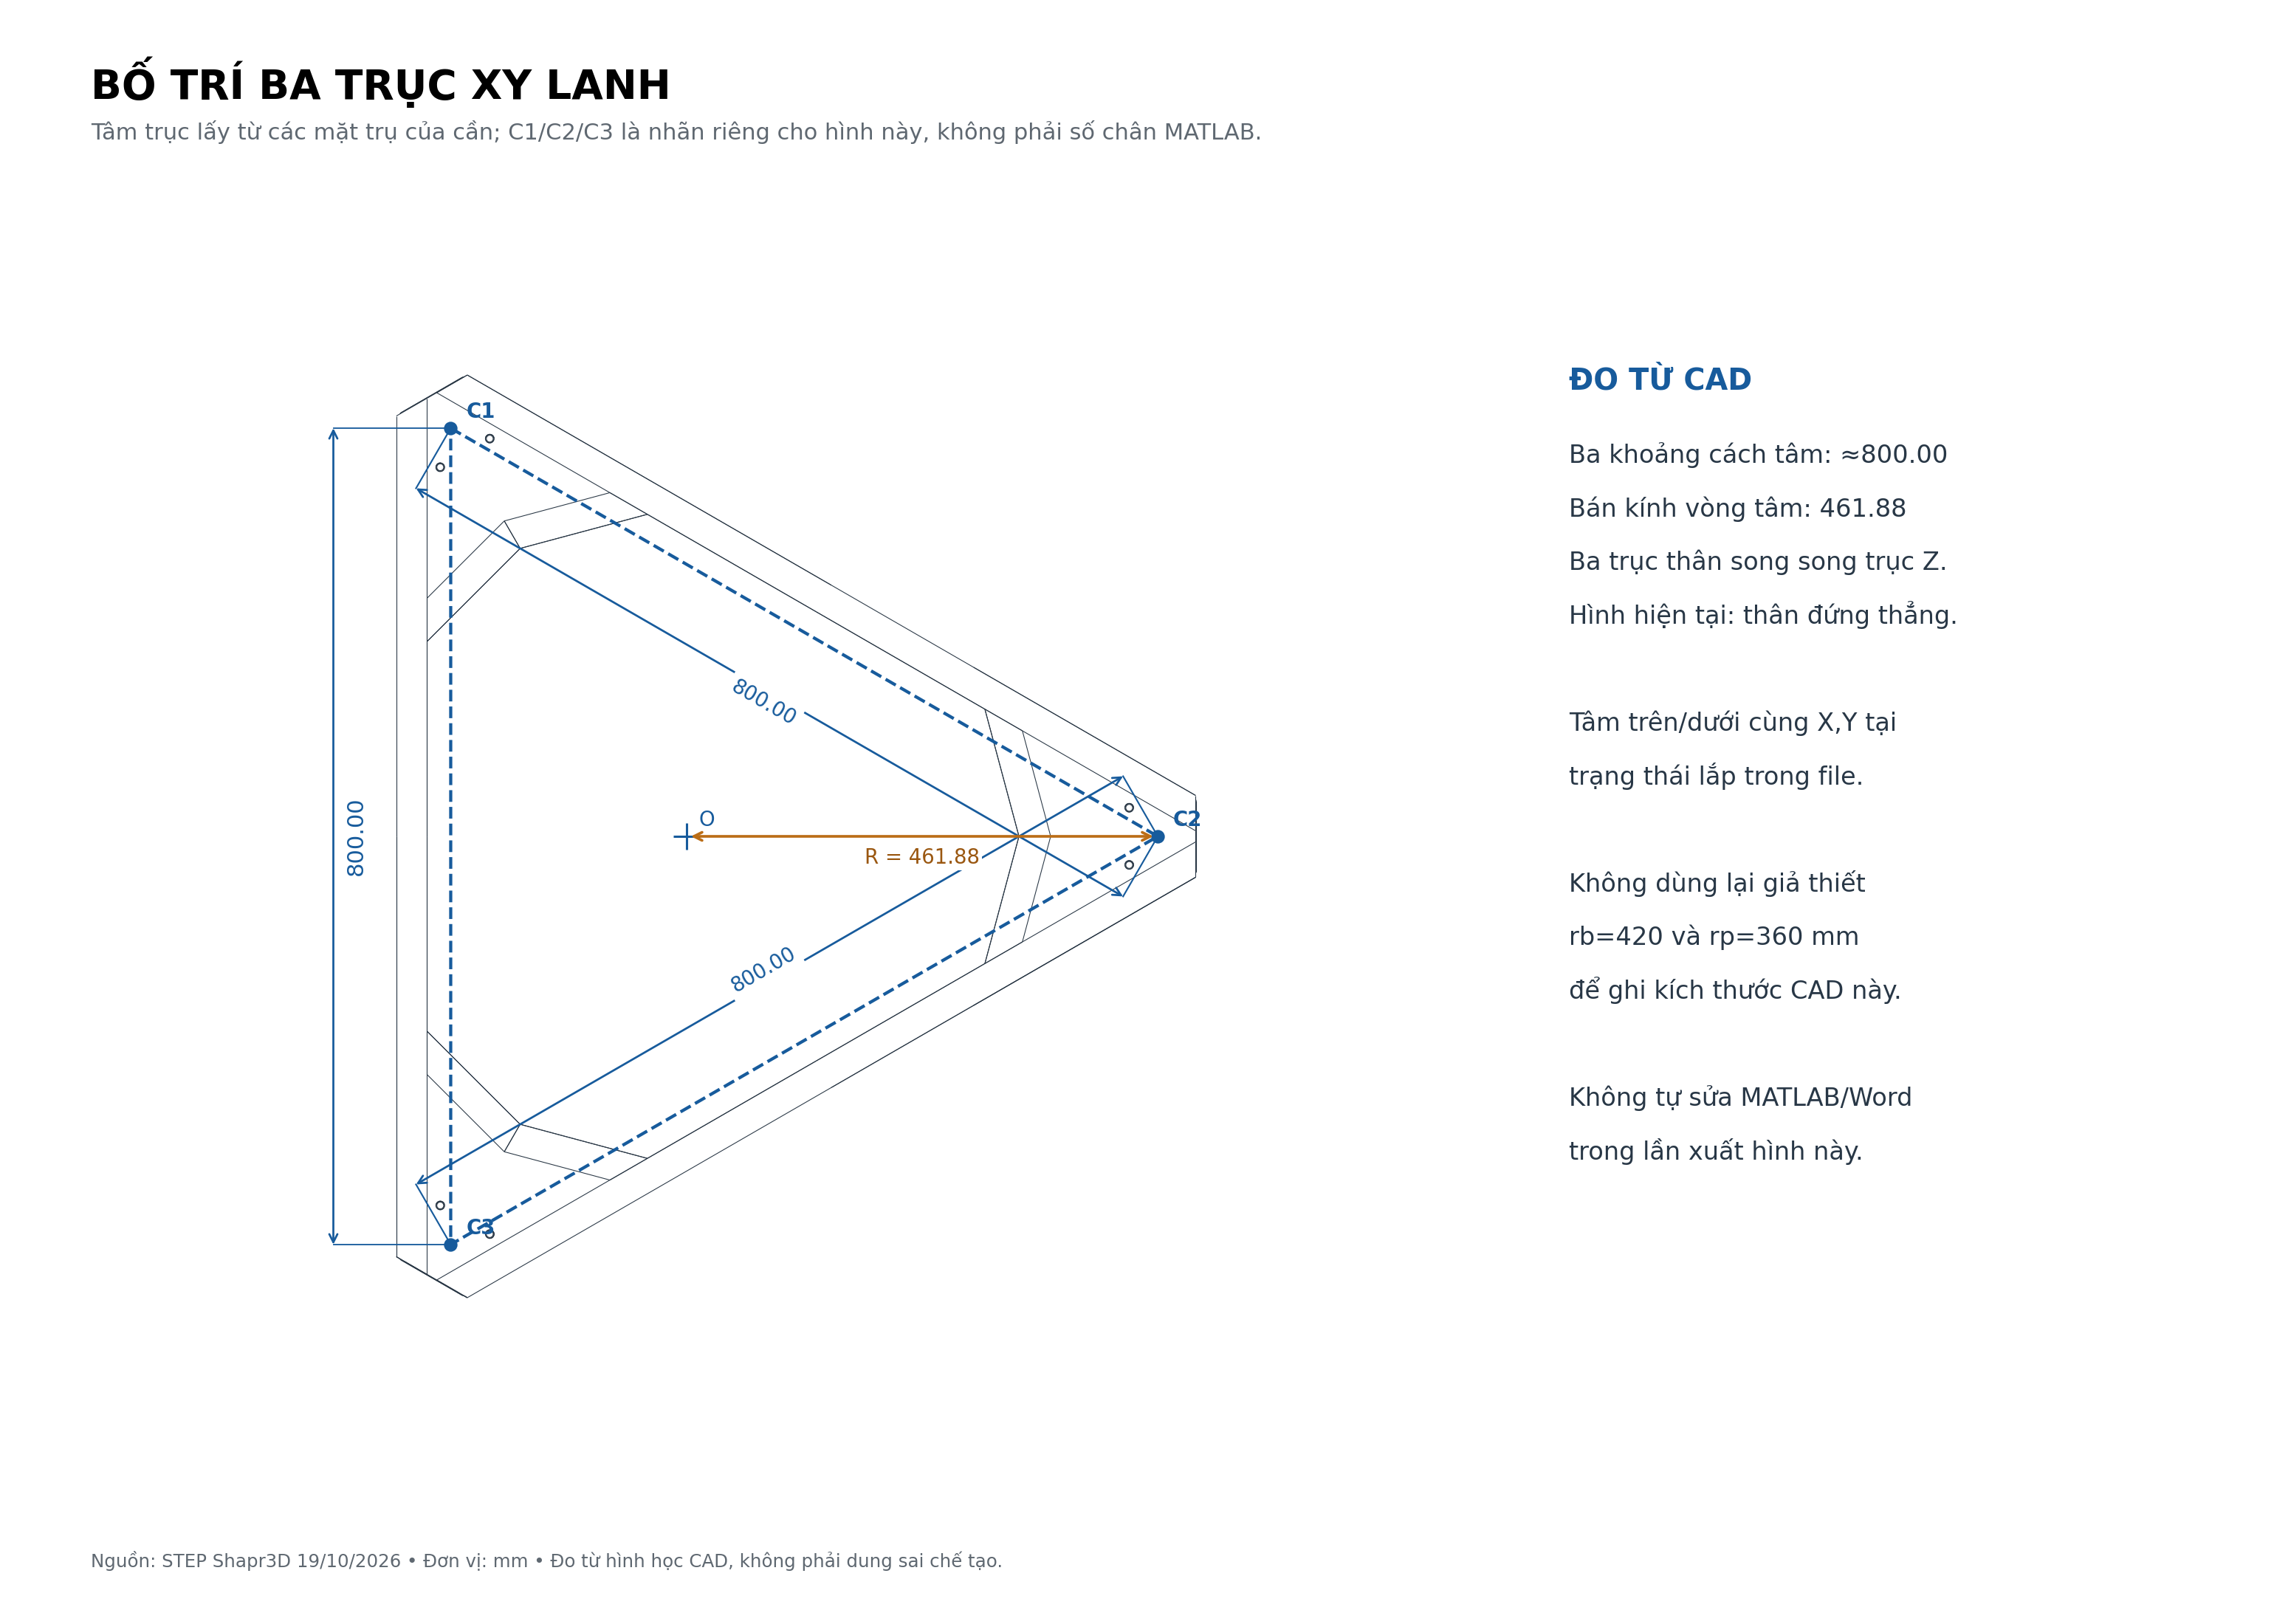 BỐ TRÍ BA TRỤC XY LANH
Tâm trục lấy từ các mặt trụ của cần; C1/C2/C3 là nhãn riêng cho hình này, không phải số chân MATLAB.
ĐO TỪ CAD
Ba khoảng cách tâm: ≈800.00
Bán kính vòng tâm: 461.88
Ba trục thân song song trục Z.
Hình hiện tại: thân đứng thẳng.
Tâm trên/dưới cùng X,Y tại
trạng thái lắp trong file.
Không dùng lại giả thiết
rb=420 và rp=360 mm
để ghi kích thước CAD này.
Không tự sửa MATLAB/Word
trong lần xuất hình này.
C1
800.00
800.00
O
C2
R = 461.88
800.00
C3
Nguồn: STEP Shapr3D 19/10/2026 • Đơn vị: mm • Đo từ hình học CAD, không phải dung sai chế tạo.